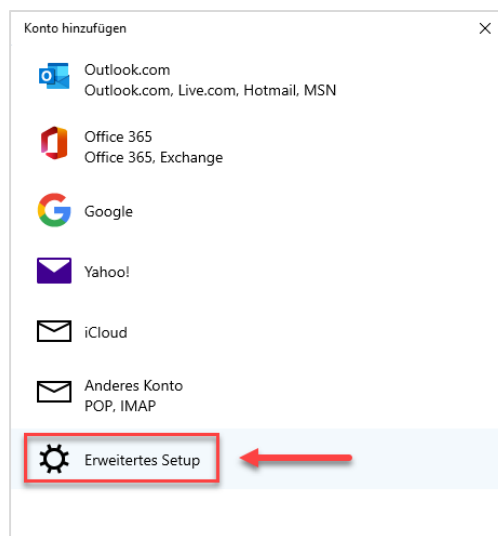 Konto hinzufügen
Outlook.com
Outlook.com, Live.com, Hotmail, MSN
Office 365
Office 365, Exchange
Google
Yahoo!
iCloud
Anderes Konto
POP, IMAP
Erweitertes Setup